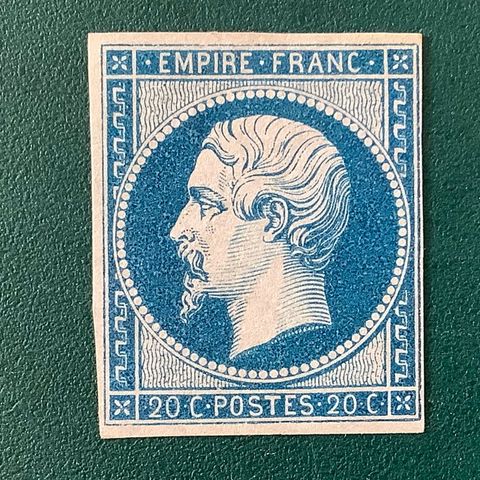 · EMPIRE · FRANC ·
20 C · POSTES · 20 C